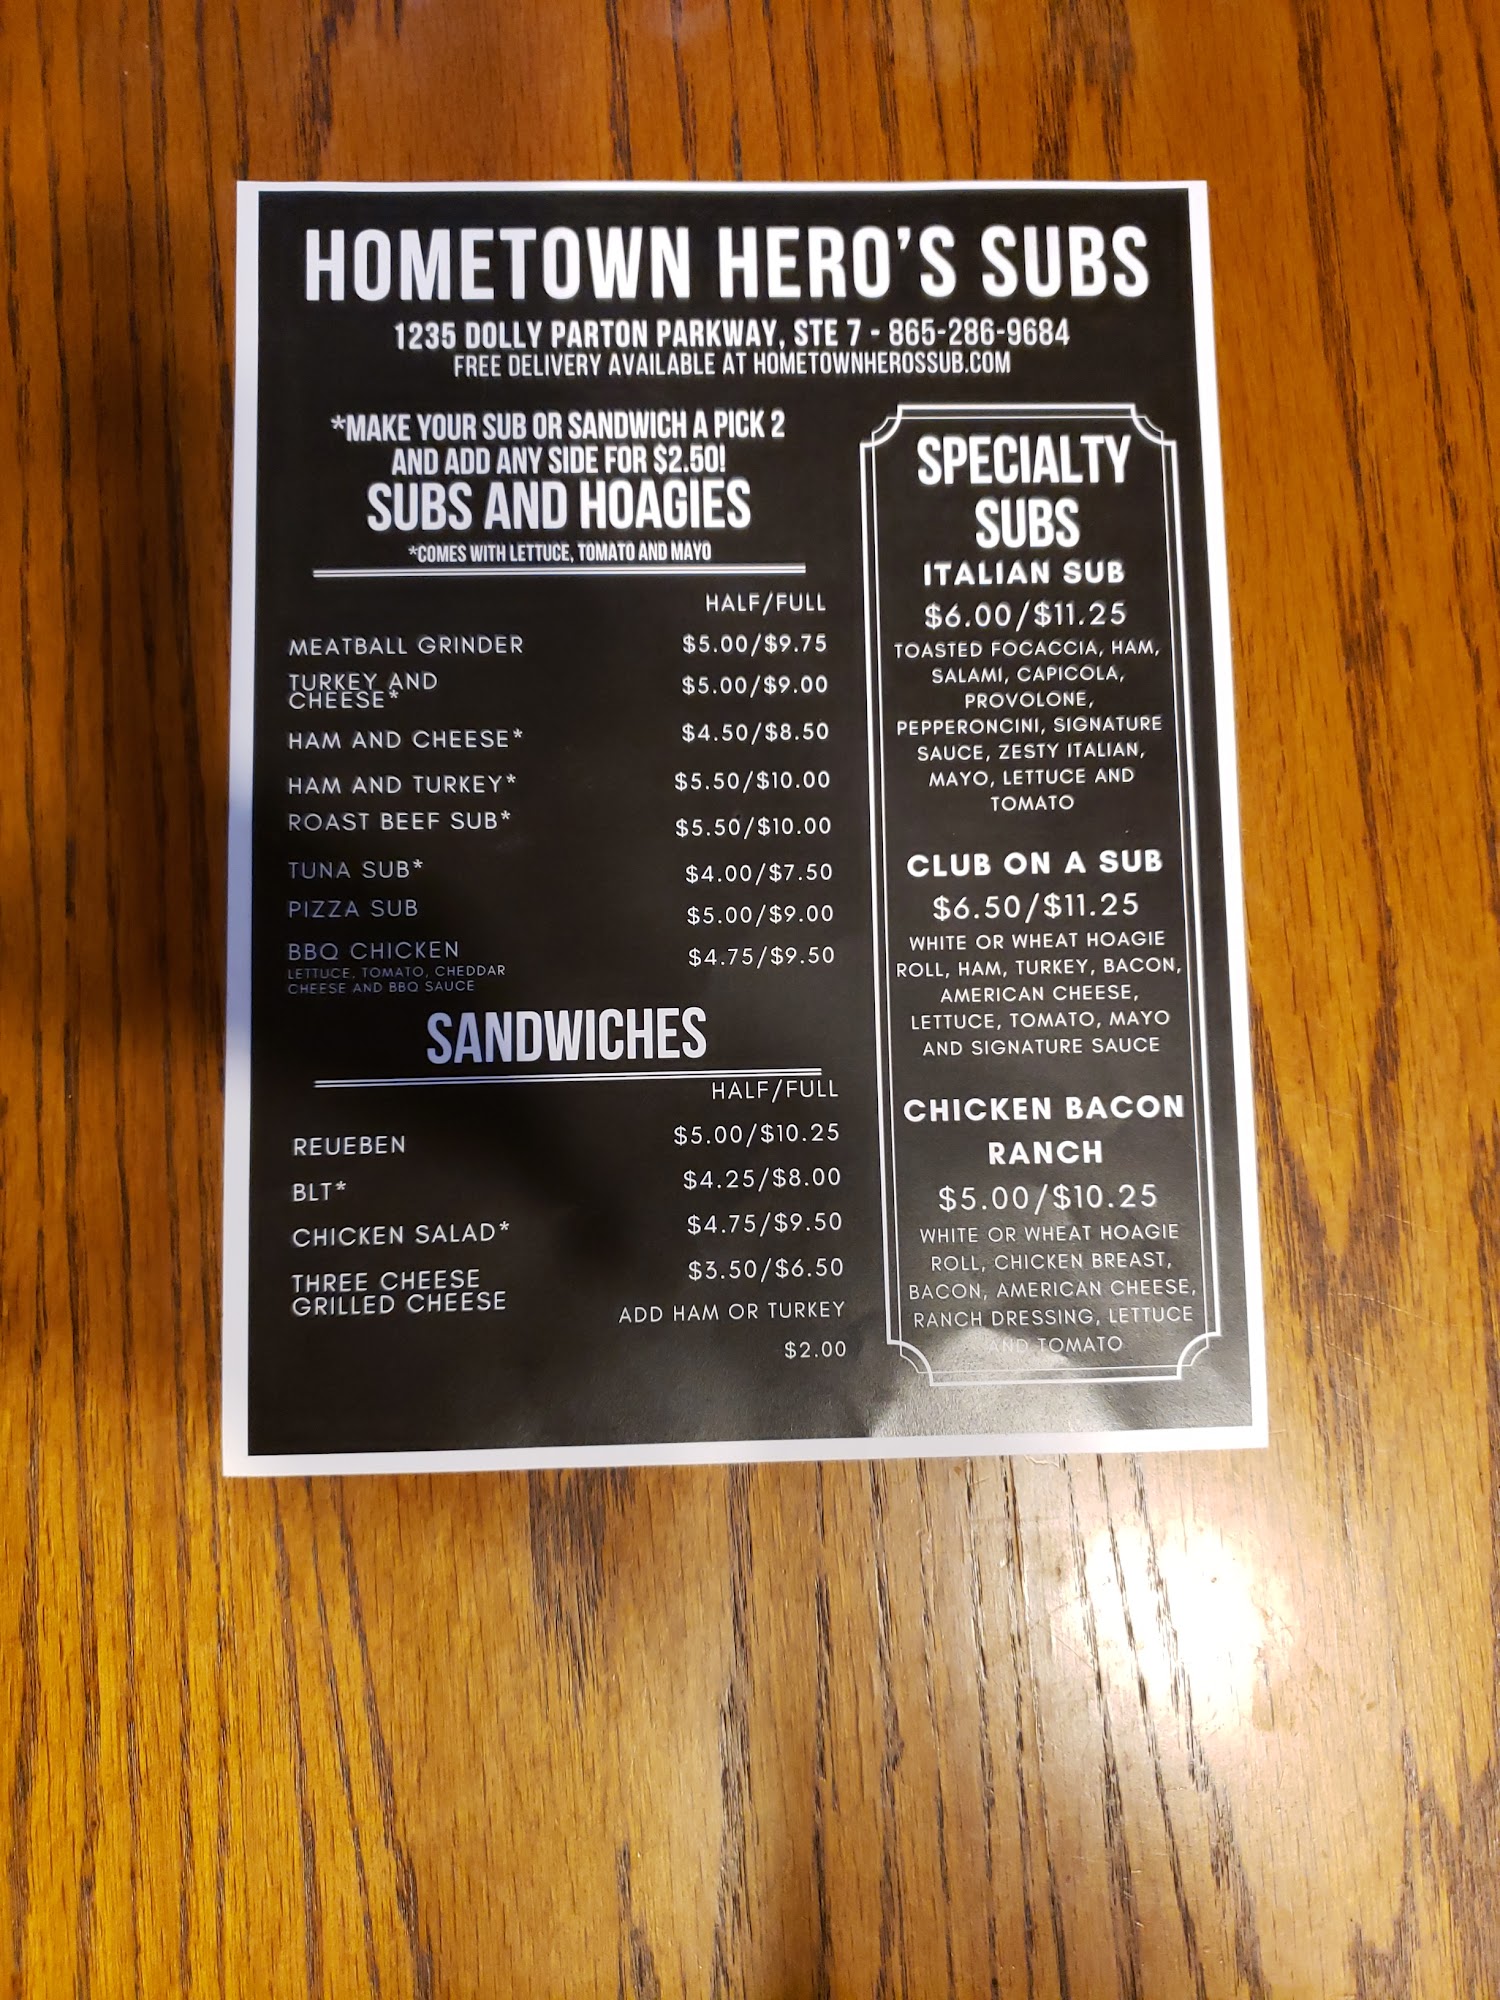 HOMETOWN HERO'S SUBS
1235 DOLLY PARTON PARKWAY, STE 7 - 865-286-9684
FREE DELIVERY AVAILABLE AT HOMETOWNHEROSSUB.COM
*MAKE YOUR SUB OR SANDWICH A PICK 2
AND ADD ANY SIDE FOR $2.50!
SUBS AND HOAGIES
*COMES WITH LETTUCE, TOMATO AND MAYO
HALF/FULL
MEATBALL GRINDER $5.00/$9.75
TURKEY AND
CHEESE* $5.00/$9.00
HAM AND CHEESE* $4.50/$8.50
HAM AND TURKEY* $5.50/$10.00
ROAST BEEF SUB* $5.50/$10.00
TUNA SUB* $4.00/$7.50
PIZZA SUB $5.00/$9.00
BBQ CHICKEN $4.75/$9.50
LETTUCE, TOMATO, CHEDDAR
CHEESE AND BBQ SAUCE
SANDWICHES
HALF/FULL
REUEBEN $5.00/$10.25
BLT* $4.25/$8.00
CHICKEN SALAD* $4.75/$9.50
THREE CHEESE $3.50/$6.50
GRILLED CHEESE
ADD HAM OR TURKEY
$2.00
SPECIALTY
SUBS
ITALIAN SUB
$6.00/$11.25
TOASTED FOCACCIA, HAM,
SALAMI, CAPICOLA,
PROVOLONE,
PEPPERONCINI, SIGNATURE
SAUCE, ZESTY ITALIAN,
MAYO, LETTUCE AND
TOMATO
CLUB ON A SUB
$6.50/$11.25
WHITE OR WHEAT HOAGIE
ROLL, HAM, TURKEY, BACON,
AMERICAN CHEESE,
LETTUCE, TOMATO, MAYO
AND SIGNATURE SAUCE
CHICKEN BACON
RANCH
$5.00/$10.25
WHITE OR WHEAT HOAGIE
ROLL, CHICKEN BREAST,
BACON, AMERICAN CHEESE,
RANCH DRESSING, LETTUCE
AND TOMATO